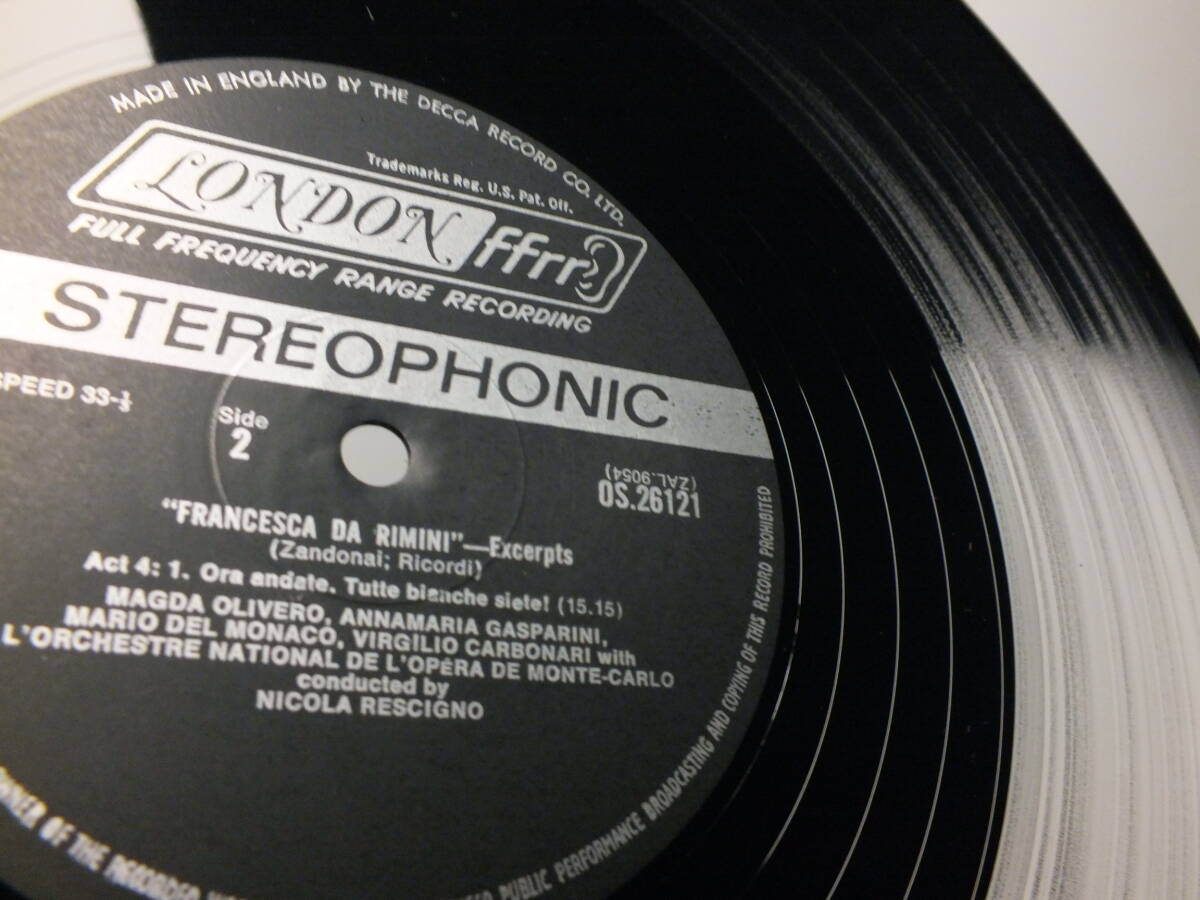 MADE IN ENGLAND BY THE DECCA RECORD CO. LTD.
Trademarks Reg. U.S. Pat. Off.
LONDON ffrr
FULL FREQUENCY RANGE RECORDING
STEREOPHONIC
SPEED 33-⅓
Side
2
(ZAL.9054)
OS.26121
“FRANCESCA DA RIMINI”—Excerpts
(Zandonai; Ricordi)
Act 4: 1. Ora andate. Tutte bianche siete! (15.15)
MAGDA OLIVERO, ANNAMARIA GASPARINI,
MARIO DEL MONACO, VIRGILIO CARBONARI with
L'ORCHESTRE NATIONAL DE L'OPÉRA DE MONTE-CARLO
conducted by
NICOLA RESCIGNO
OF THE RECORDED
PUBLIC PERFORMANCE BROADCASTING AND COPYING OF THIS RECORD PROHIBITED